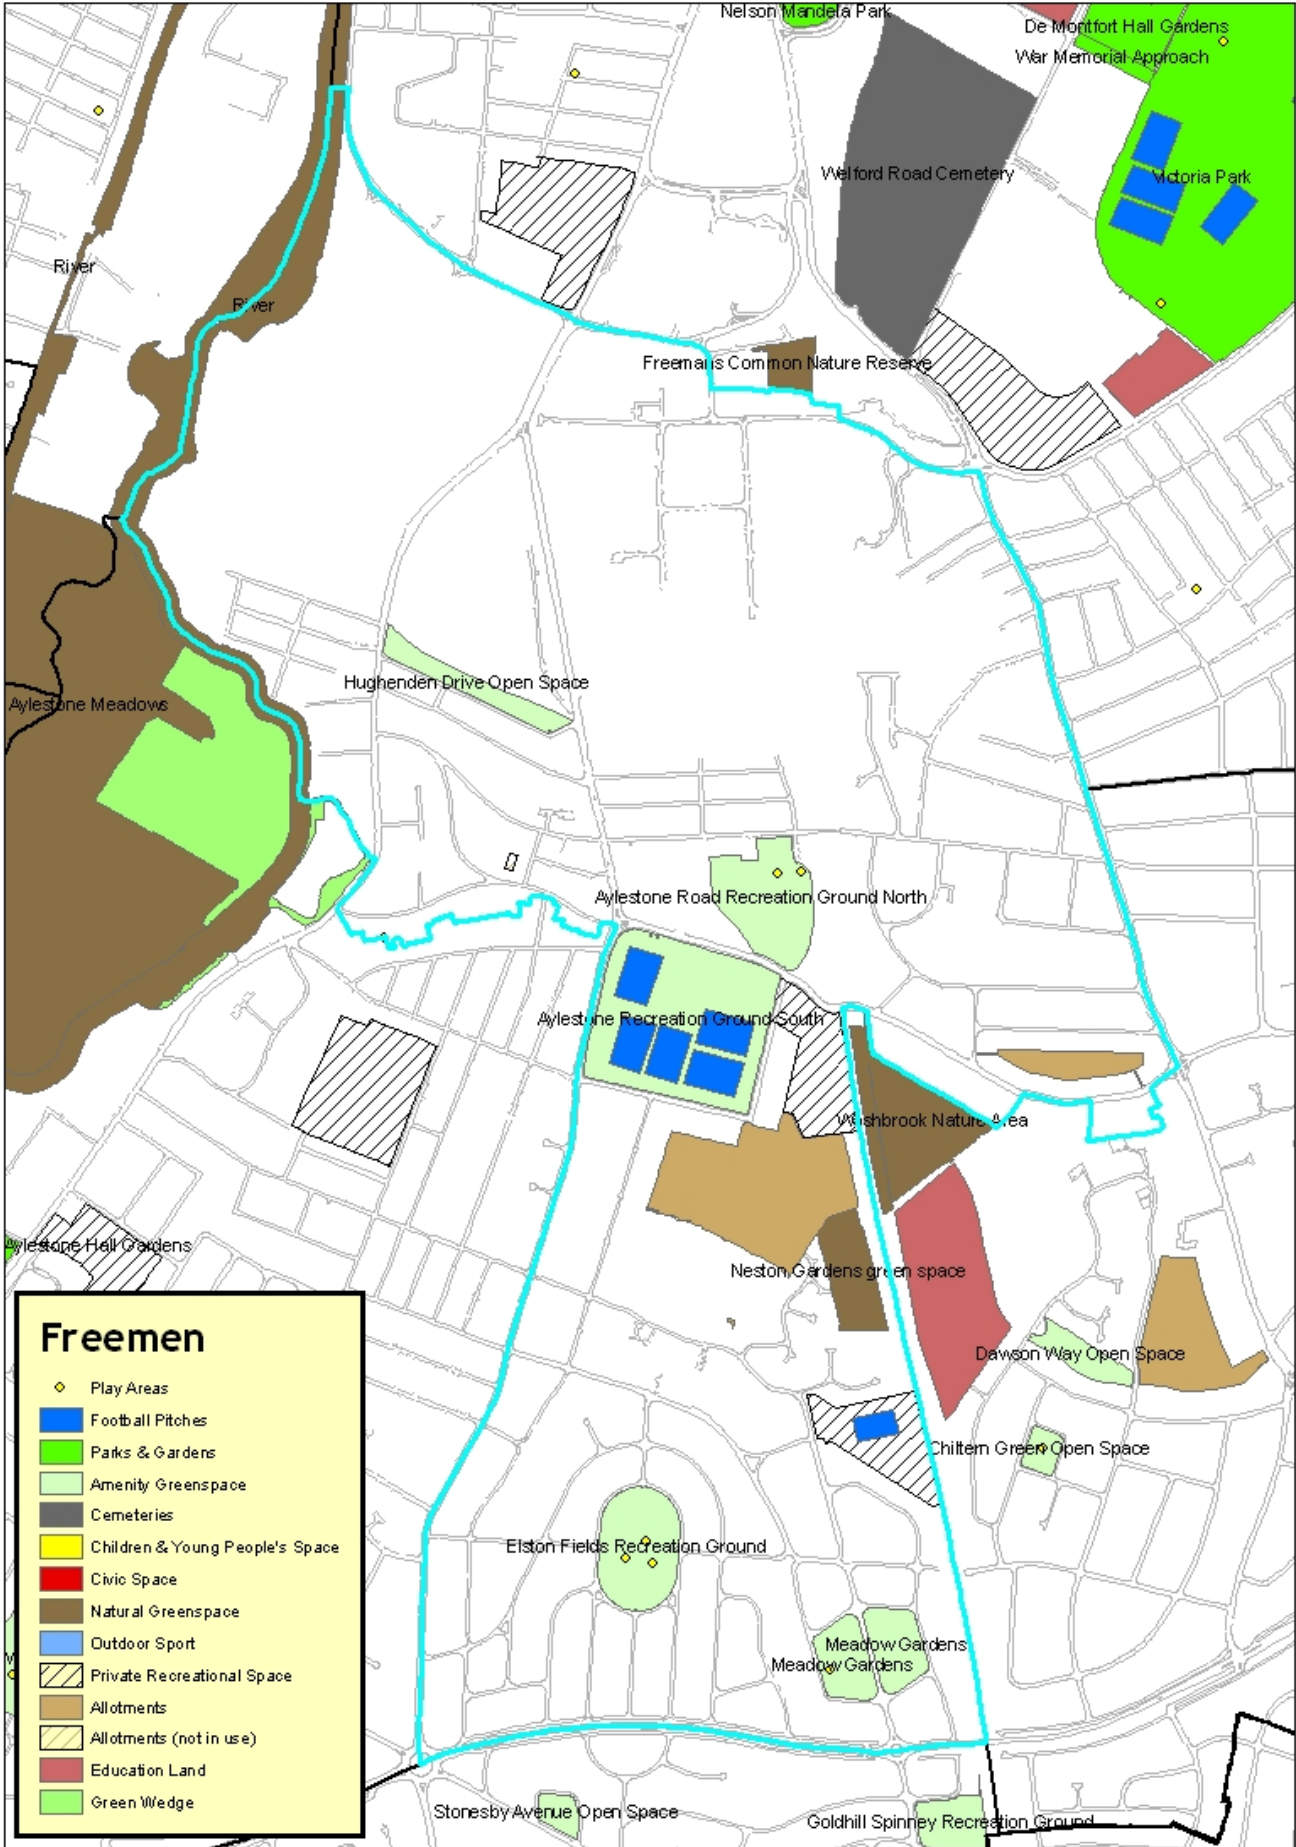 Nelson Mandela Park
De Montfort Hall Gardens
War Memorial Approach
Welford Road Cemetery
Victoria Park
River
River
Freemans Common Nature Reserve
Hughenden Drive Open Space
Aylestone Meadows
Aylestone Road Recreation Ground North
Aylestone Recreation Ground South
Washbrook Nature Area
Aylestone Hall Gardens
Neston Gardens green space
Dawson Way Open Space
Chiltern Green Open Space
Elston Fields Recreation Ground
Meadow Gardens
Meadow Gardens
Stonesby Avenue Open Space
Goldhill Spinney Recreation Ground
Freemen
Play Areas
Football Pitches
Parks & Gardens
Amenity Greenspace
Cemeteries
Children & Young People's Space
Civic Space
Natural Greenspace
Outdoor Sport
Private Recreational Space
Allotments
Allotments (not in use)
Education Land
Green Wedge